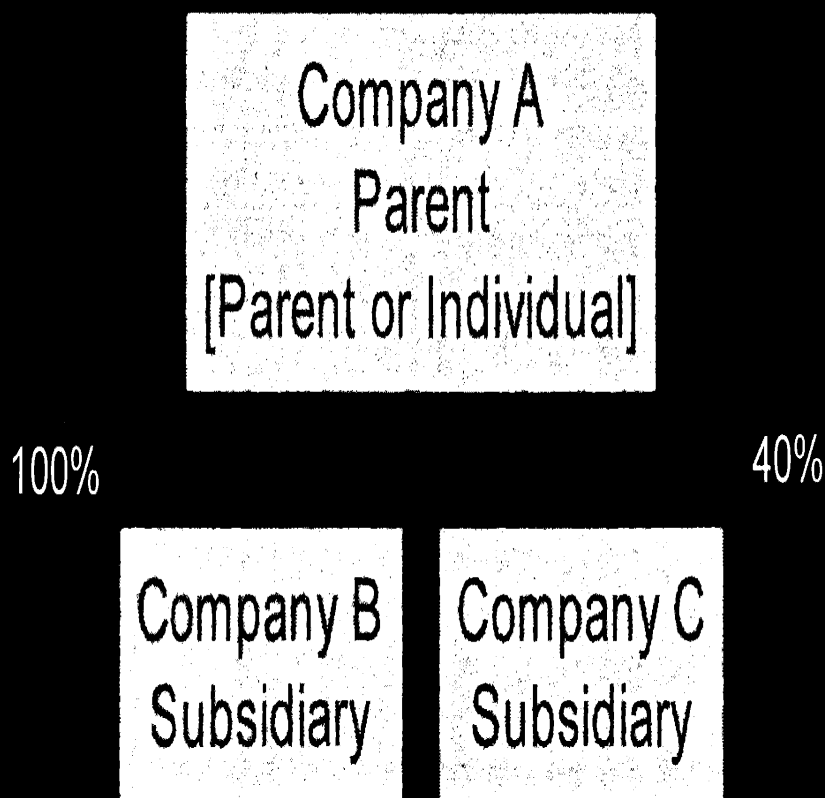 Company A
Parent
[Parent or Individual]
100%
40%
Company B
Subsidiary
Company C
Subsidiary